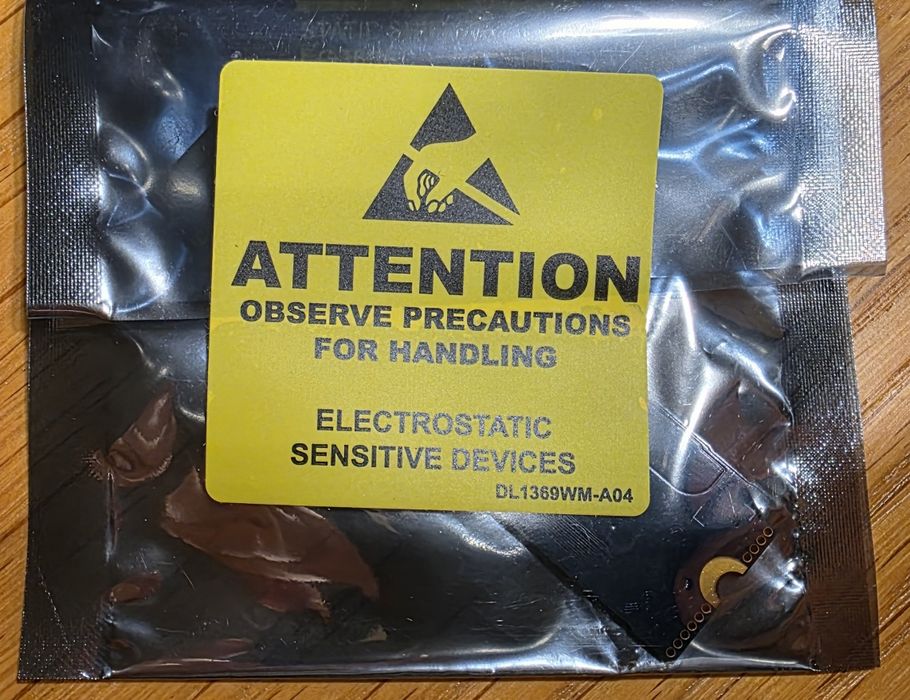 ATTENTION
OBSERVE PRECAUTIONS
FOR HANDLING
ELECTROSTATIC
SENSITIVE DEVICES
DL1369WM-A04